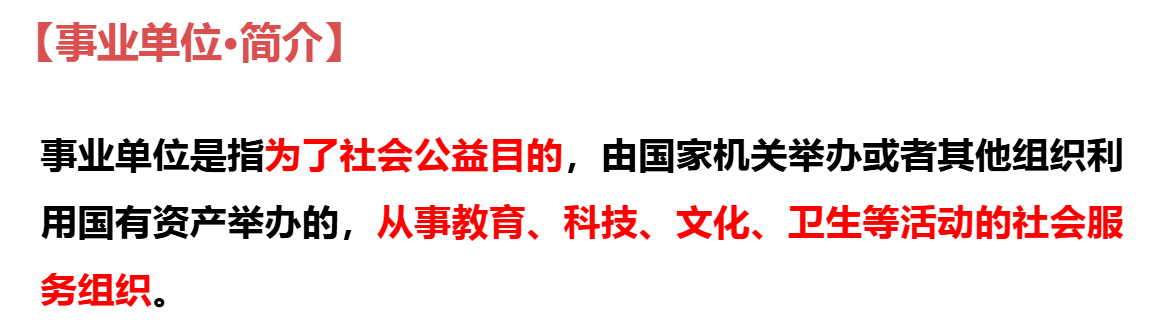 【事业单位·简介】
事业单位是指为了社会公益目的，由国家机关举办或者其他组织利
用国有资产举办的，从事教育、科技、文化、卫生等活动的社会服
务组织。